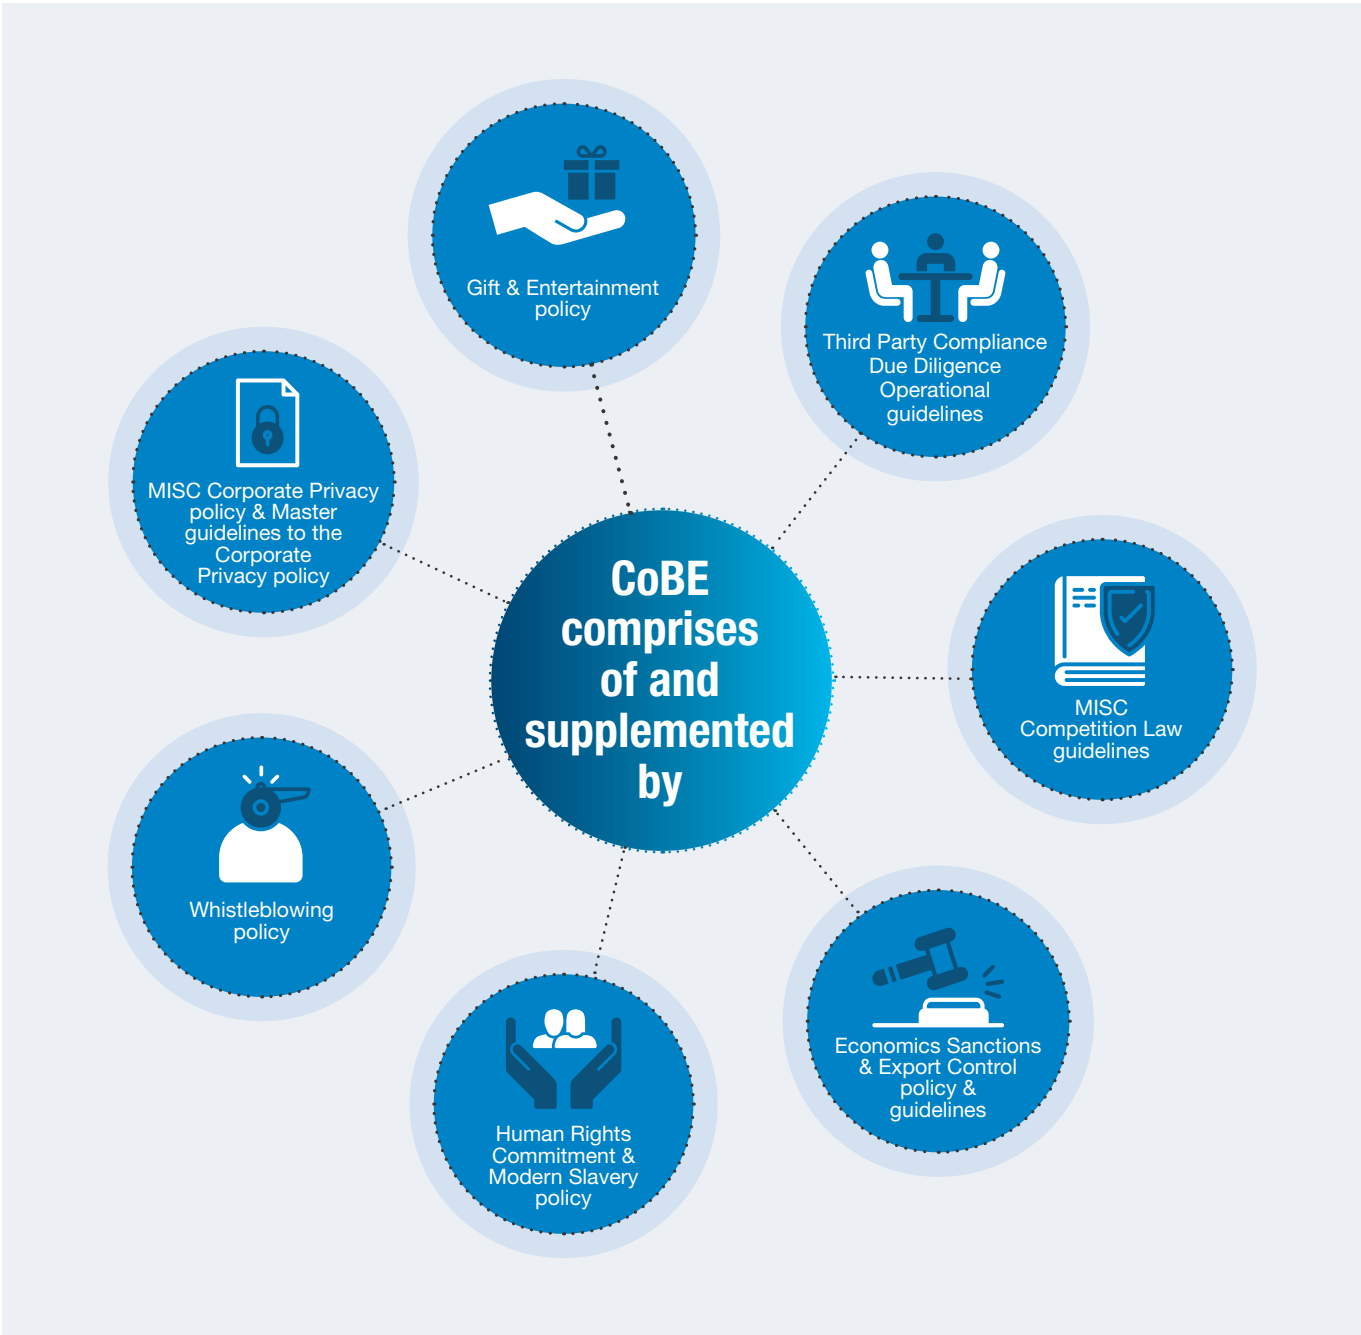 Gift & Entertainment
policy
Third Party Compliance
Due Diligence
Operational
guidelines
MISC Corporate Privacy
policy & Master
guidelines to the
Corporate
Privacy policy
CoBE
comprises
of and
supplemented
by
MISC
Competition Law
guidelines
Whistleblowing
policy
Economics Sanctions
& Export Control
policy &
guidelines
Human Rights
Commitment &
Modern Slavery
policy